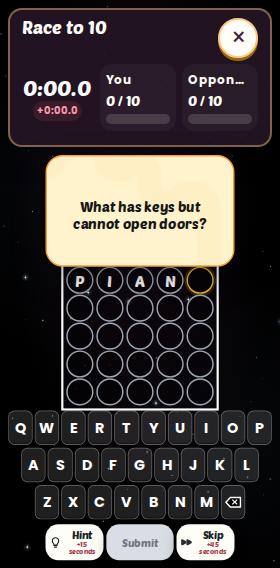 Race to 10
×
0:00.0
+0:00.0
You
0 / 10
Oppon...
0 / 10
What has keys but
cannot open doors?
P I A N
Q W E R T Y U I O P
A S D F G H J K L
Z X C V B N M
Hint
+15
seconds
Submit
Skip
+45
seconds